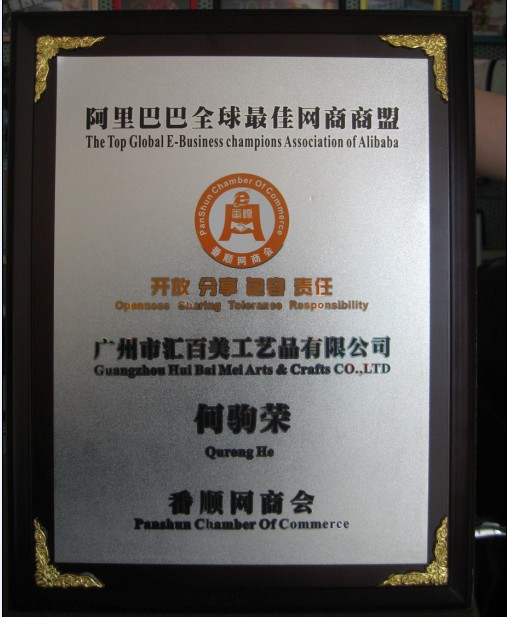 阿里巴巴全球最佳网商商盟
The Top Global E-Business champions Association of Alibaba
PanShun Chamber Of Commerce
番顺
番顺网商会
开放 分享 包容 责任
Openness Sharing Tolerance Responsibility
广州市汇百美工艺品有限公司
Guangzhou Hui Bai Mei Arts & Crafts CO.,LTD
何驹荣
Qurong He
番顺网商会
Panshun Chamber Of Commerce